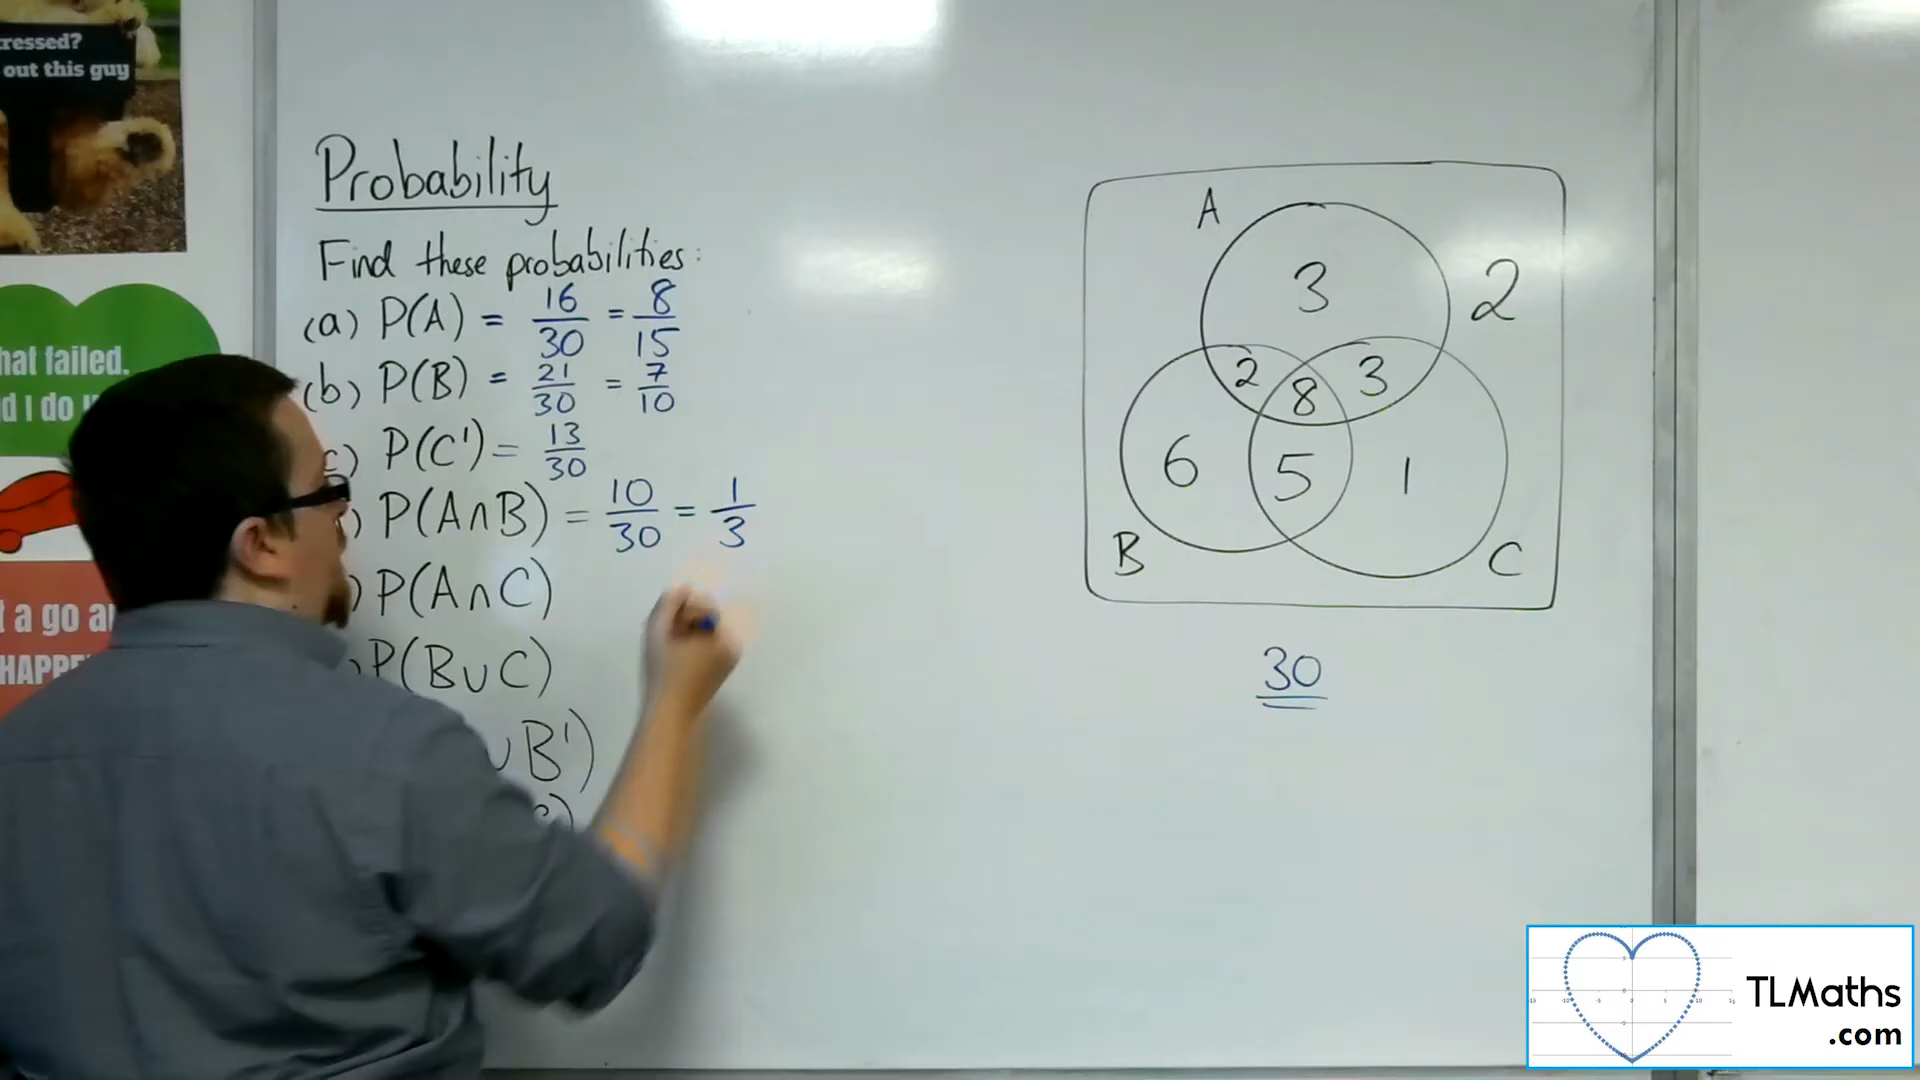 ressed?
out this guy
hat failed.
d I do
t a go a
HAPPE
Probability
Find these probabilities:
(a) P(A) = 16/30 = 8/15
(b) P(B) = 21/30 = 7/10
c) P(C') = 13/30
) P(A∩B) = 10/30 = 1/3
) P(A∩C)
) P(B∪C)
∪ B')
)
A
3
2
2 8 3
6 5 1
B C
30
TLMaths
.com